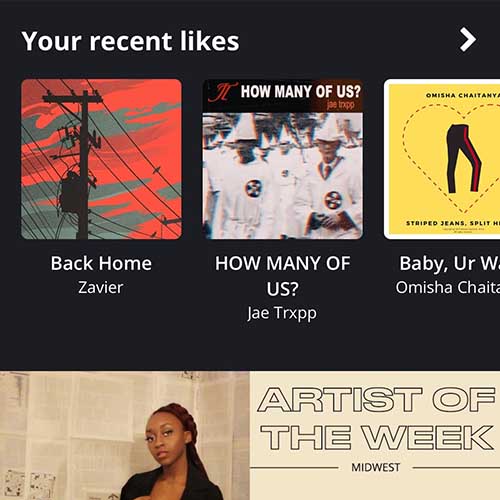 Your recent likes
HOW MANY OF US?
jae trxpp
OMISHA CHAITANYA
STRIPED JEANS, SPLIT
Back Home
Zavier
HOW MANY OF
US?
Jae Trxpp
Baby, Ur Wa
Omisha Chaita
ARTIST OF
THE WEEK
MIDWEST